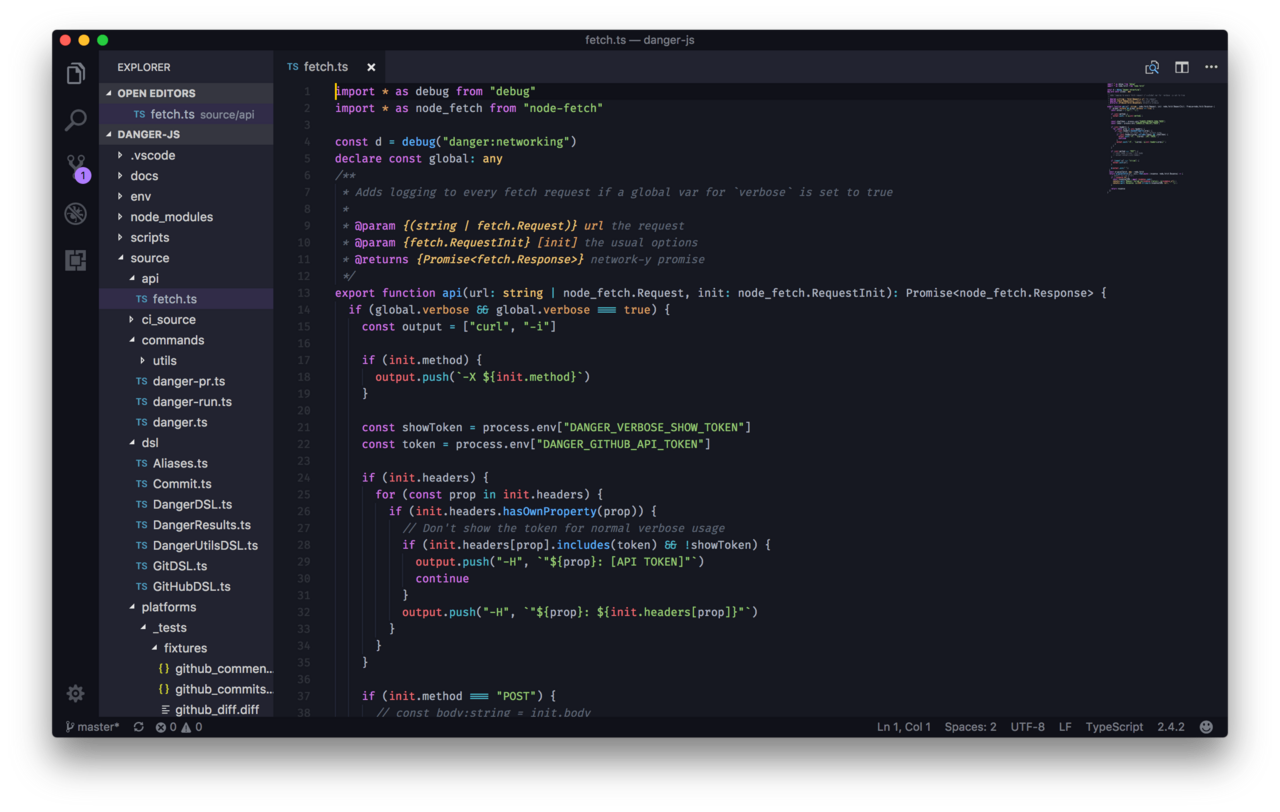 fetch.ts — danger-js
EXPLORER
OPEN EDITORS
TS fetch.ts source/api
DANGER-JS
.vscode
docs
env
node_modules
scripts
source
api
TS fetch.ts
ci_source
commands
utils
TS danger-pr.ts
TS danger-run.ts
TS danger.ts
dsl
TS Aliases.ts
TS Commit.ts
TS DangerDSL.ts
TS DangerResults.ts
TS DangerUtilsDSL.ts
TS GitDSL.ts
TS GitHubDSL.ts
platforms
_tests
fixtures
{} github_commen...
{} github_commits...
github_diff.diff
1
TS fetch.ts ×
1 import * as debug from "debug"
2 import * as node_fetch from "node-fetch"
3
4 const d = debug("danger:networking")
5 declare const global: any
6 /**
7 * Adds logging to every fetch request if a global var for `verbose` is set to true
8 *
9 * @param {(string | fetch.Request)} url the request
10 * @param {fetch.RequestInit} [init] the usual options
11 * @returns {Promise<fetch.Response>} network-y promise
12 */
13 export function api(url: string | node_fetch.Request, init: node_fetch.RequestInit): Promise<node_fetch.Response> {
14 if (global.verbose && global.verbose === true) {
15 const output = ["curl", "-i"]
16
17 if (init.method) {
18 output.push(`-X ${init.method}`)
19 }
20
21 const showToken = process.env["DANGER_VERBOSE_SHOW_TOKEN"]
22 const token = process.env["DANGER_GITHUB_API_TOKEN"]
23
24 if (init.headers) {
25 for (const prop in init.headers) {
26 if (init.headers.hasOwnProperty(prop)) {
27 // Don't show the token for normal verbose usage
28 if (init.headers[prop].includes(token) && !showToken) {
29 output.push("-H", `"${prop}: [API TOKEN]"`)
30 continue
31 }
32 output.push("-H", `"${prop}: ${init.headers[prop]}"`)
33 }
34 }
35 }
36
37 if (init.method === "POST") {
38 // const body:string = init.body
master* 0 0
Ln 1, Col 1 Spaces: 2 UTF-8 LF TypeScript 2.4.2